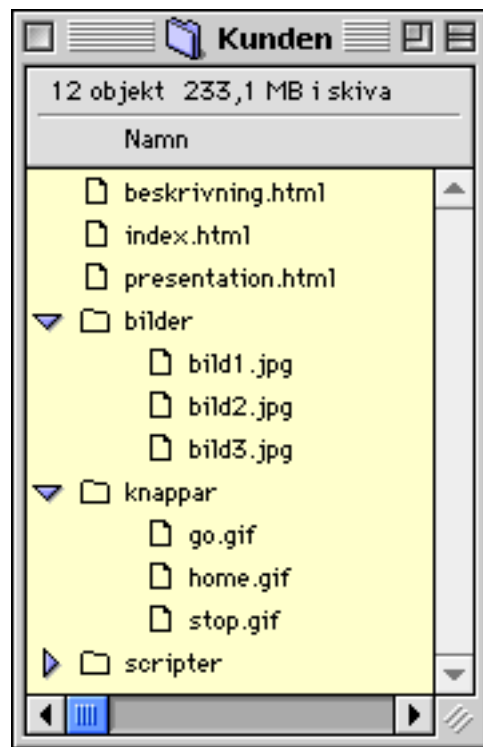 Kunden
12 objekt 233,1 MB i skiva
Namn
beskrivning.html
index.html
presentation.html
bilder
bild1.jpg
bild2.jpg
bild3.jpg
knappar
go.gif
home.gif
stop.gif
scripter